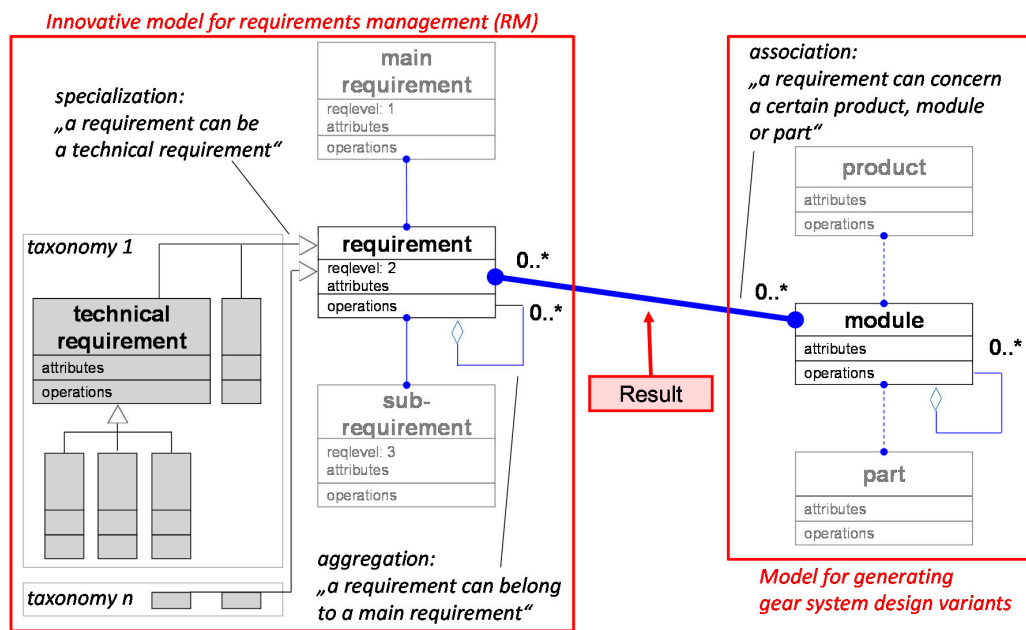 Innovative model for requirements management (RM)
main
requirement
reqlevel: 1
attributes
operations
specialization:
„a requirement can be
a technical requirement“
association:
„a requirement can concern
a certain product, module
or part“
product
attributes
operations
taxonomy 1
requirement
reqlevel: 2
attributes
operations
0..*
0..*
0..*
technical
requirement
attributes
operations
module
attributes
operations
0..*
Result
sub-
requirement
reqlevel: 3
attributes
operations
part
attributes
operations
aggregation:
„a requirement can belong
to a main requirement“
taxonomy n
Model for generating
gear system design variants